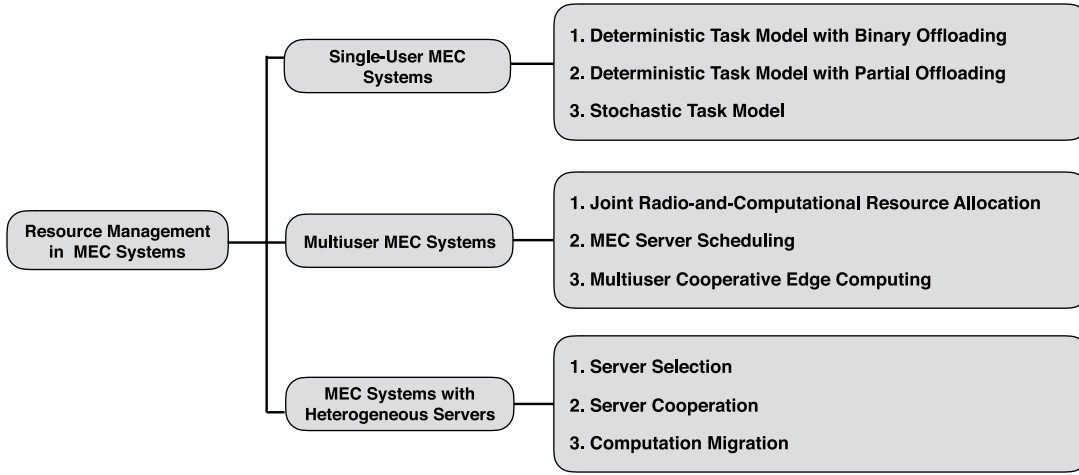 Resource Management
in MEC Systems
Single-User MEC
Systems
1. Deterministic Task Model with Binary Offloading
2. Deterministic Task Model with Partial Offloading
3. Stochastic Task Model
Multiuser MEC Systems
1. Joint Radio-and-Computational Resource Allocation
2. MEC Server Scheduling
3. Multiuser Cooperative Edge Computing
MEC Systems with
Heterogeneous Servers
1. Server Selection
2. Server Cooperation
3. Computation Migration